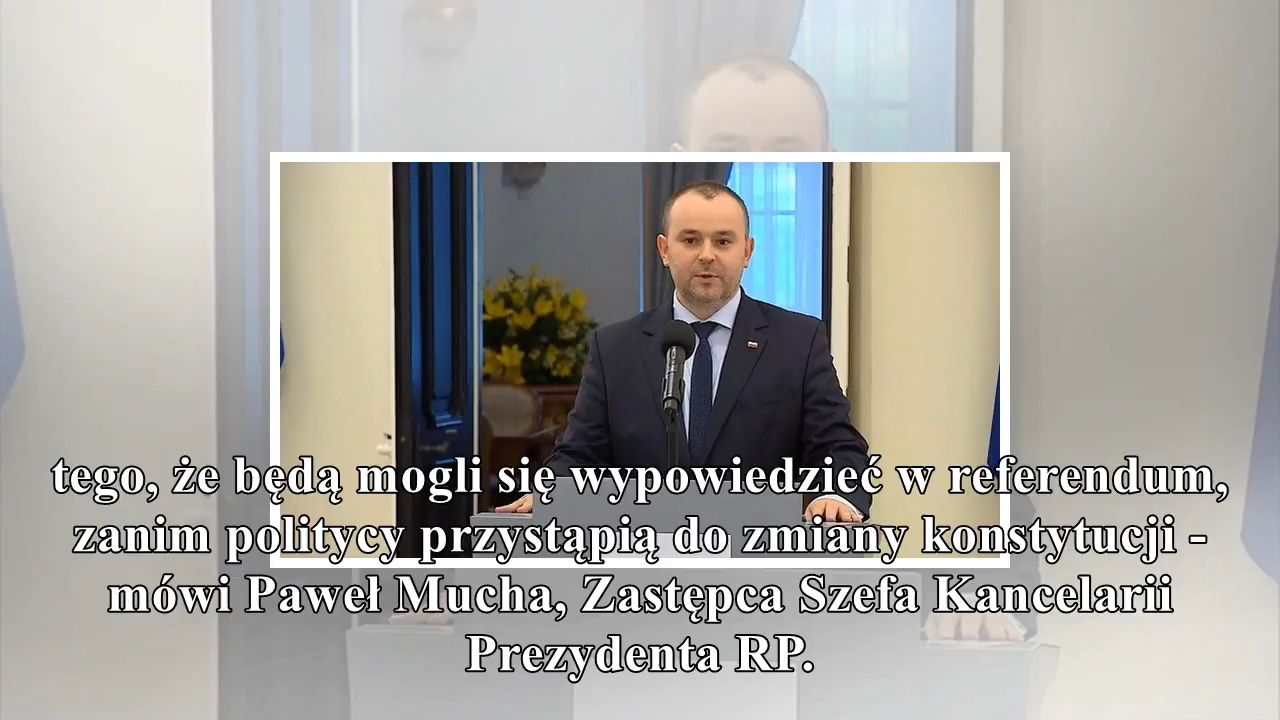 tego, że będą mogli się wypowiedzieć w referendum,
zanim politycy przystąpią do zmiany konstytucji -
mówi Paweł Mucha, Zastępca Szefa Kancelarii
Prezydenta RP.